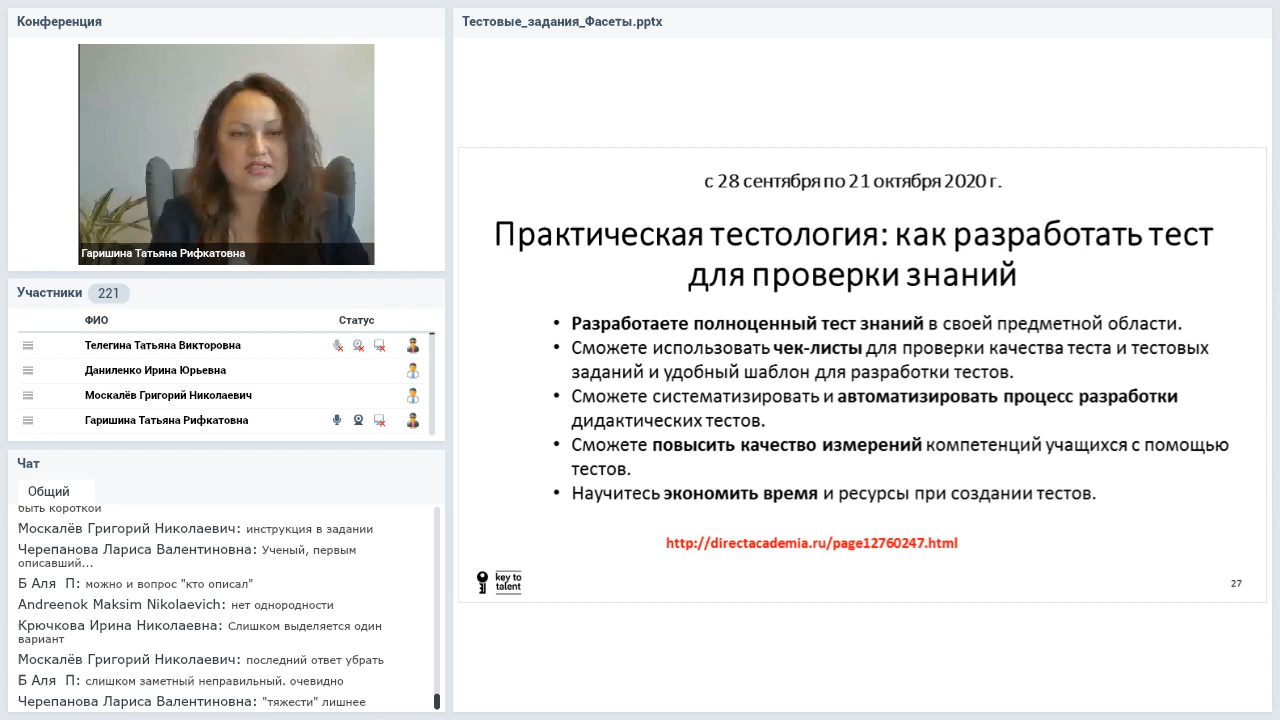 Конференция
Гаришина Татьяна Рифкатовна
Участники 221
ФИО Статус
Телегина Татьяна Викторовна
Даниленко Ирина Юрьевна
Москалёв Григорий Николаевич
Гаришина Татьяна Рифкатовна
Чат
Общий
быть короткой
Москалёв Григорий Николаевич: инструкция в задании
Черепанова Лариса Валентиновна: Ученый, первым
описавший...
Б Аля П: можно и вопрос "кто описал"
Andreenok Maksim Nikolaevich: нет однородности
Крючкова Ирина Николаевна: Слишком выделяется один
вариант
Москалёв Григорий Николаевич: последний ответ убрать
Б Аля П: слишком заметный неправильный. очевидно
Черепанова Лариса Валентиновна: "тяжести" лишнее
Тестовые_задания_Фасеты.pptx
с 28 сентября по 21 октября 2020 г.
Практическая тестология: как разработать тест
для проверки знаний
• Разработаете полноценный тест знаний в своей предметной области.
• Сможете использовать чек-листы для проверки качества теста и тестовых
заданий и удобный шаблон для разработки тестов.
• Сможете систематизировать и автоматизировать процесс разработки
дидактических тестов.
• Сможете повысить качество измерений компетенций учащихся с помощью
тестов.
• Научитесь экономить время и ресурсы при создании тестов.
http://directacademia.ru/page12760247.html
key to
talent
27